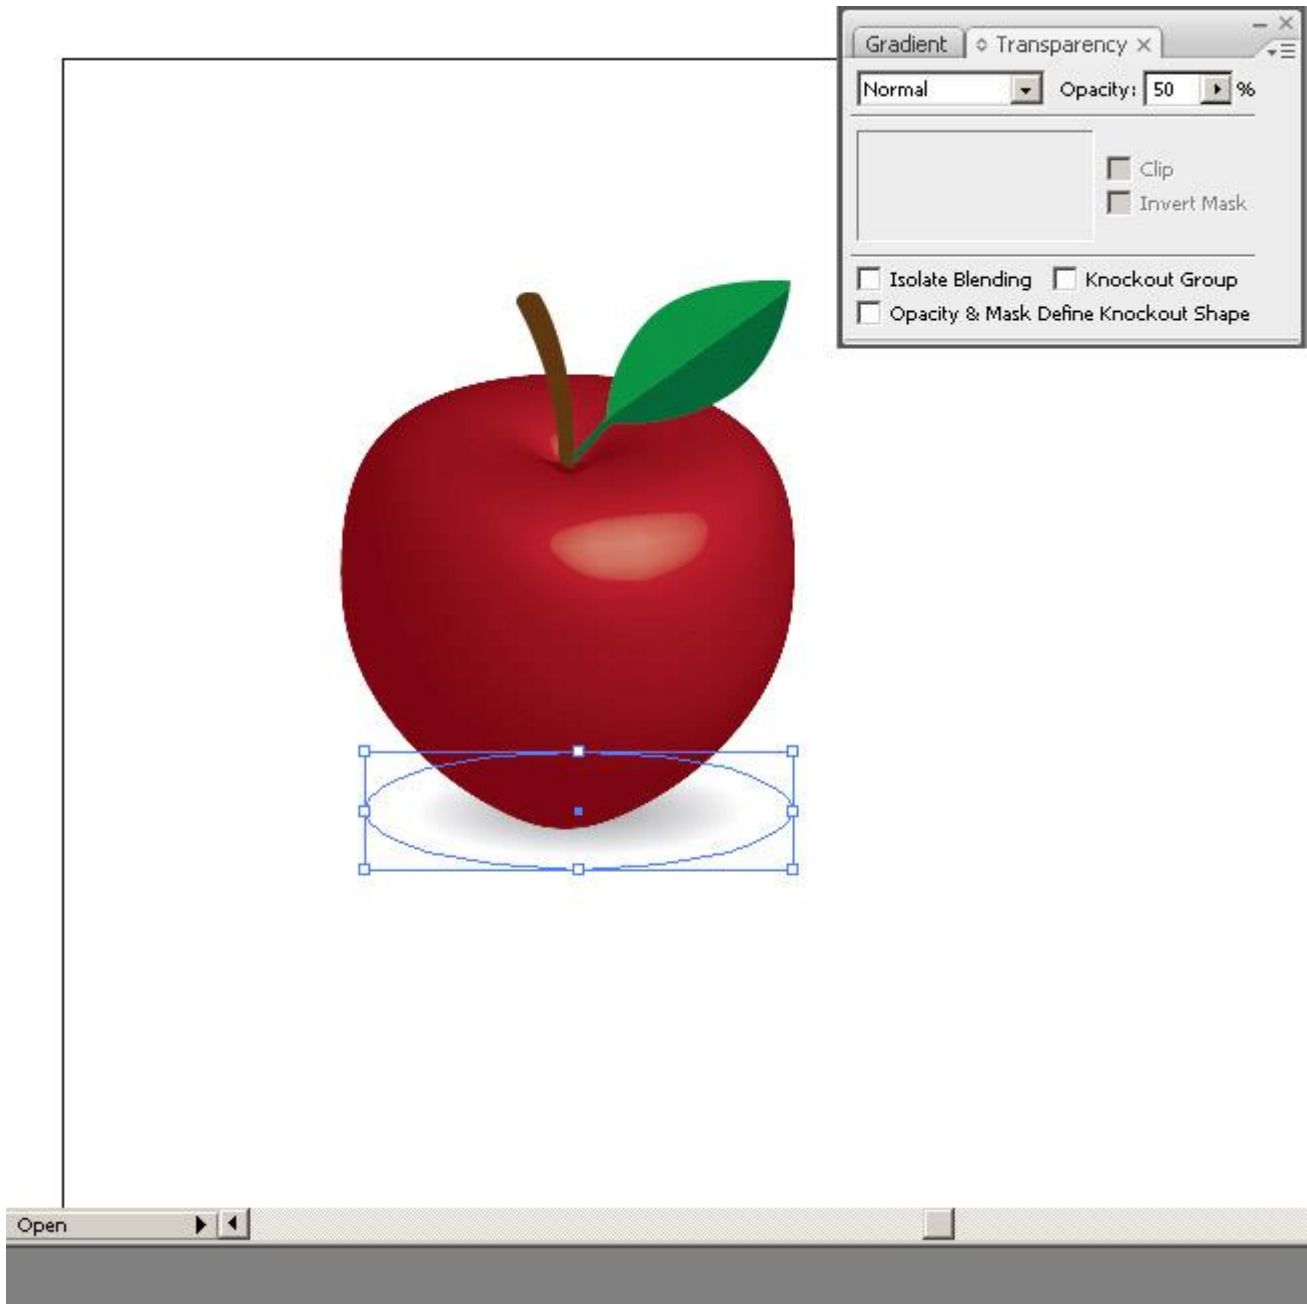 Gradient Transparency
Normal Opacity: 50 %
Clip
Invert Mask
Isolate Blending Knockout Group
Opacity & Mask Define Knockout Shape
Open